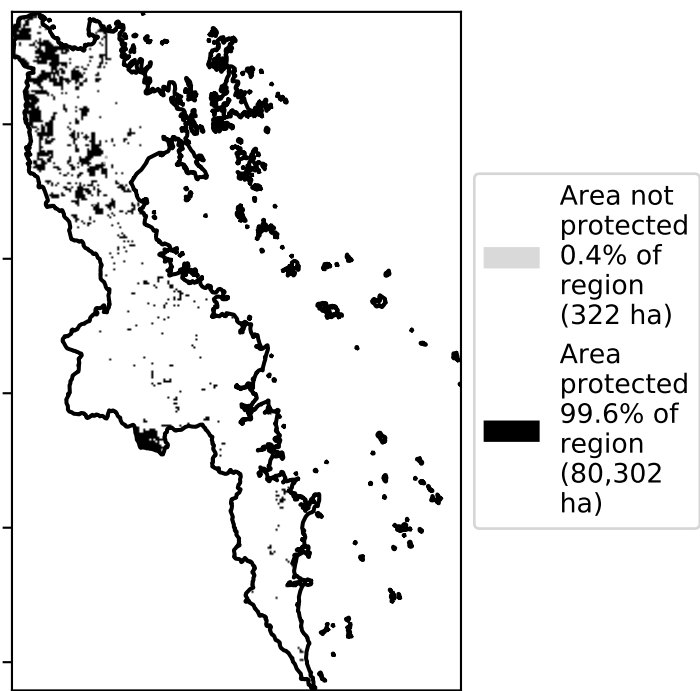 Area not
protected
0.4% of
region
(322 ha)
Area
protected
99.6% of
region
(80,302
ha)